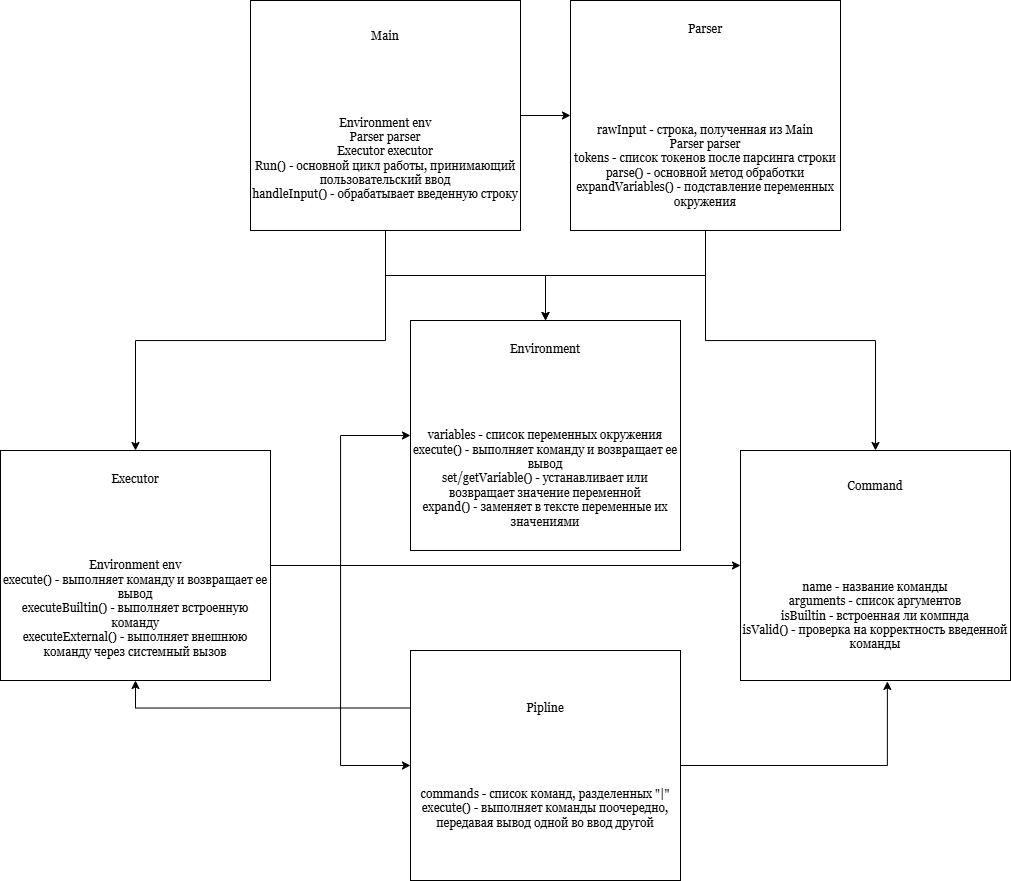 Main
Environment env
Parser parser
Executor executor
Run() - основной цикл работы, принимающий
пользовательский ввод
handleInput() - обрабатывает введенную строку
Parser
rawInput - строка, полученная из Main
Parser parser
tokens - список токенов после парсинга строки
parse() - основной метод обработки
expandVariables() - подставление переменных
окружения
Environment
variables - список переменных окружения
execute() - выполняет команду и возвращает ее
вывод
set/getVariable() - устанавливает или
возвращает значение переменной
expand() - заменяет в тексте переменные их
значениями
Executor
Environment env
execute() - выполняет команду и возвращает ее
вывод
executeBuiltin() - выполняет встроенную
команду
executeExternal() - выполняет внешнюю
команду через системный вызов
Command
name - название команды
arguments - список аргументов
isBuiltin - встроенная ли компнда
isValid() - проверка на корректность введенной
команды
Pipline
commands - список команд, разделенных "|"
execute() - выполняет команды поочередно,
передавая вывод одной во ввод другой